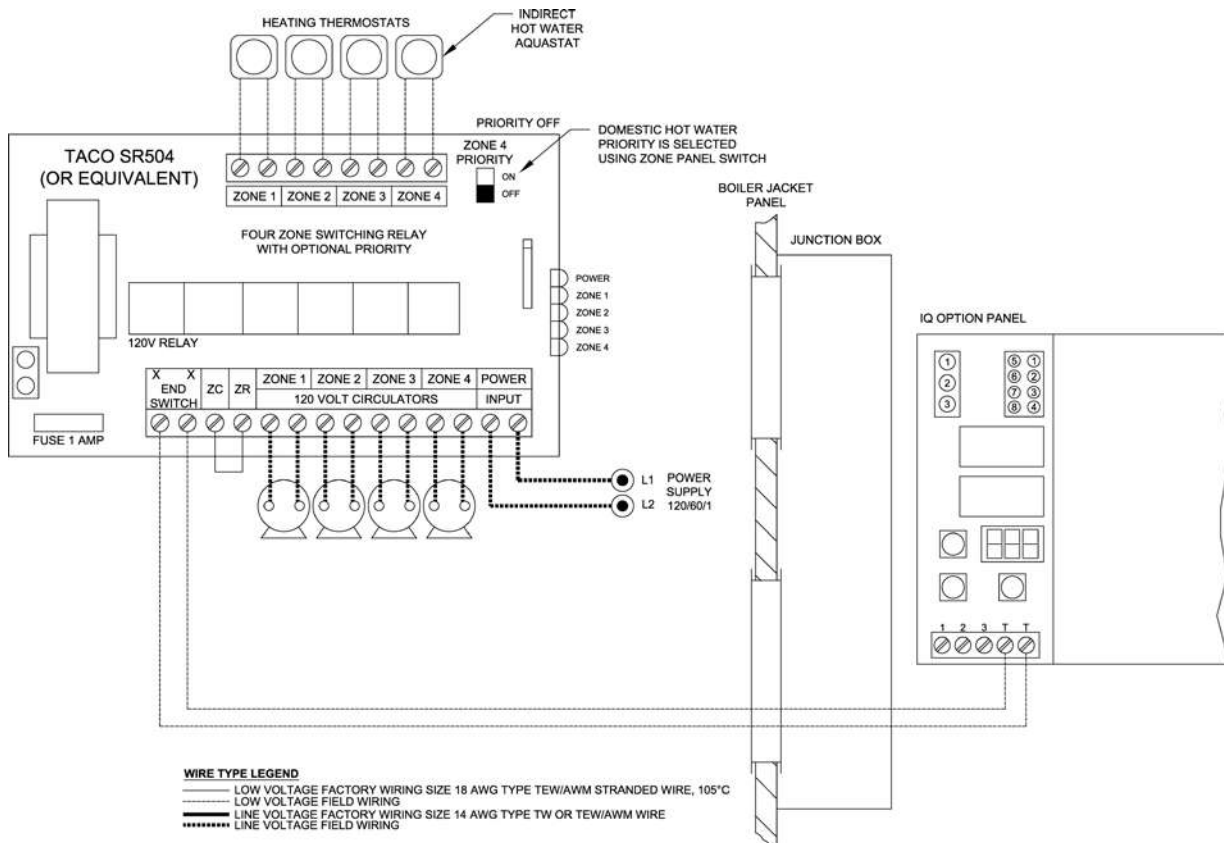 HEATING THERMOSTATS
INDIRECT
HOT WATER
AQUASTAT
TACO SR504
(OR EQUIVALENT)
PRIORITY OFF
ZONE 4
PRIORITY
ON
OFF
DOMESTIC HOT WATER
PRIORITY IS SELECTED
USING ZONE PANEL SWITCH
ZONE 1 ZONE 2 ZONE 3 ZONE 4
FOUR ZONE SWITCHING RELAY
WITH OPTIONAL PRIORITY
POWER
ZONE 1
ZONE 2
ZONE 3
ZONE 4
120V RELAY
X X
END
SWITCH
ZC
ZR
ZONE 1 ZONE 2 ZONE 3 ZONE 4
120 VOLT CIRCULATORS
POWER
INPUT
FUSE 1 AMP
L1
L2
POWER
SUPPLY
120/60/1
BOILER JACKET
PANEL
JUNCTION BOX
IQ OPTION PANEL
1
2
3
5 1
6 2
7 3
8 4
1 2 3 T T
WIRE TYPE LEGEND
LOW VOLTAGE FACTORY WIRING SIZE 18 AWG TYPE TEW/AWM STRANDED WIRE, 105°C
LOW VOLTAGE FIELD WIRING
LINE VOLTAGE FACTORY WIRING SIZE 14 AWG TYPE TW OR TEW/AWM WIRE
LINE VOLTAGE FIELD WIRING